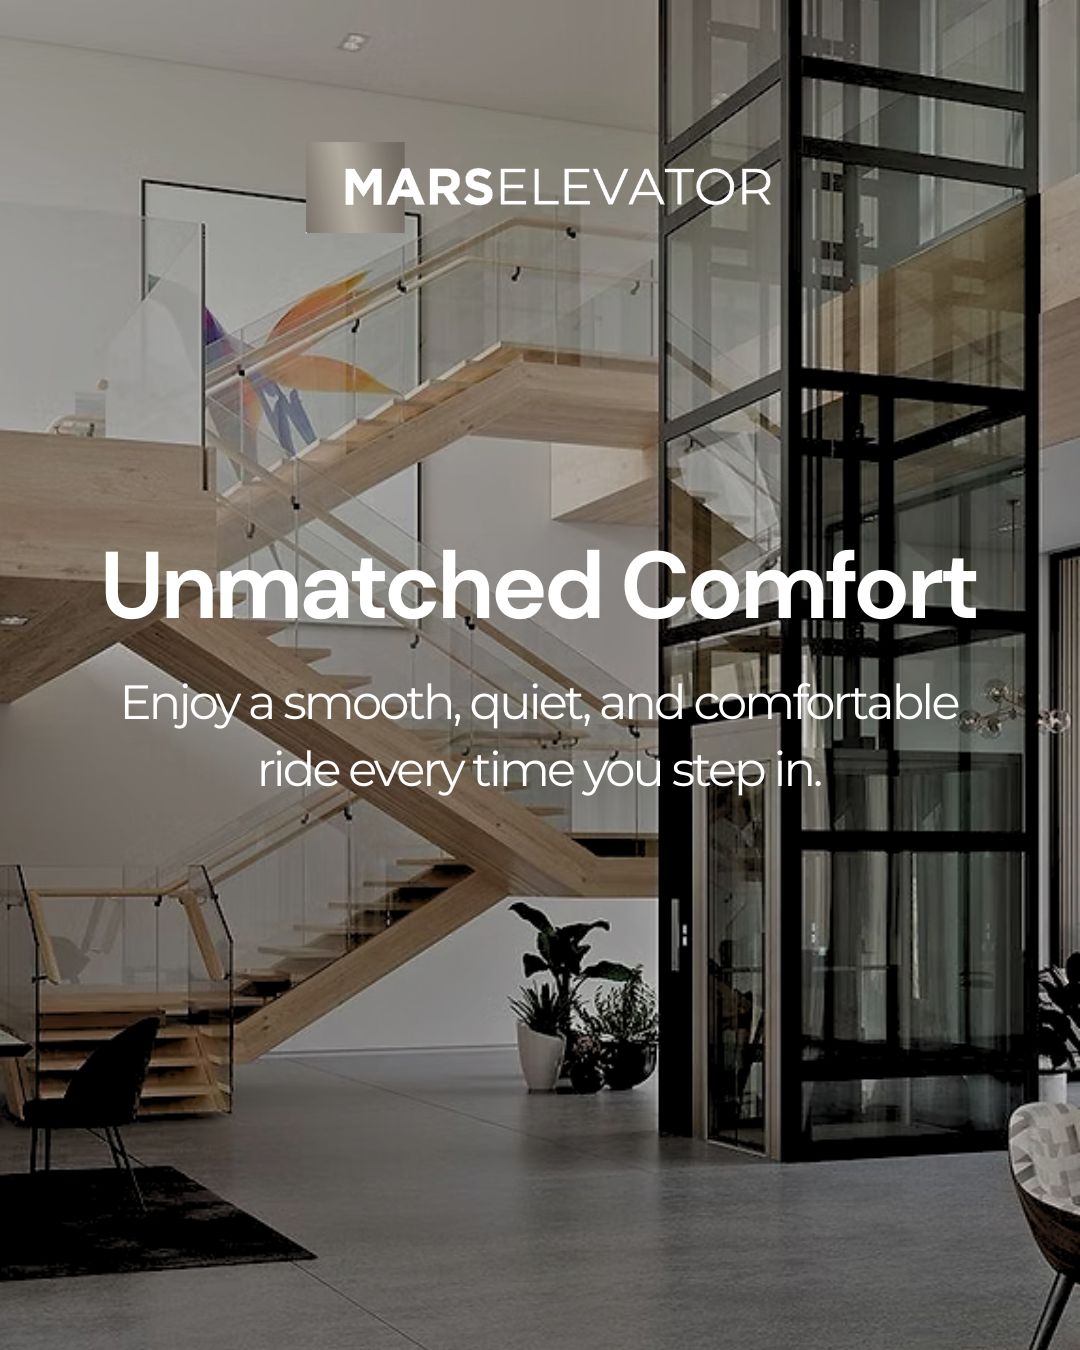 MARSELEVATOR
Unmatched Comfort
Enjoy a smooth, quiet, and comfortable
ride every time you step in.